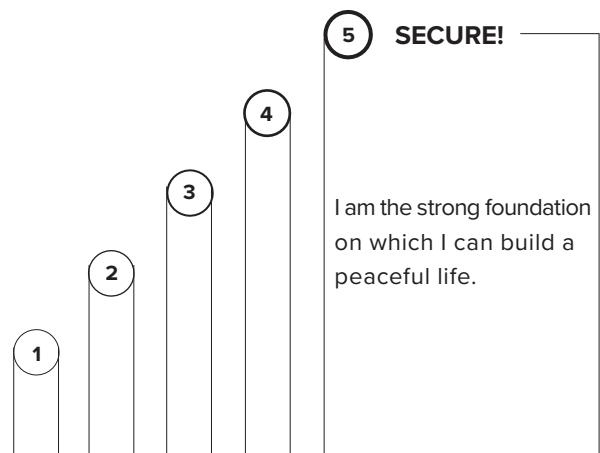 5 SECURE!
4
3
2
1
I am the strong foundation
on which I can build a
peaceful life.